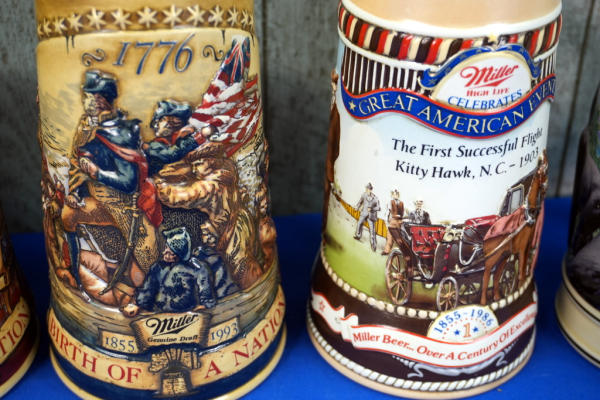 1776
Miller
Genuine Draft
1855
1993
BIRTH OF A NATION
Miller
HIGH LIFE
CELEBRATES
GREAT AMERICAN
The First Successful Flight
Kitty Hawk, N.C. - 1903
1855-1986
1
Miller Beer... Over A Century Of